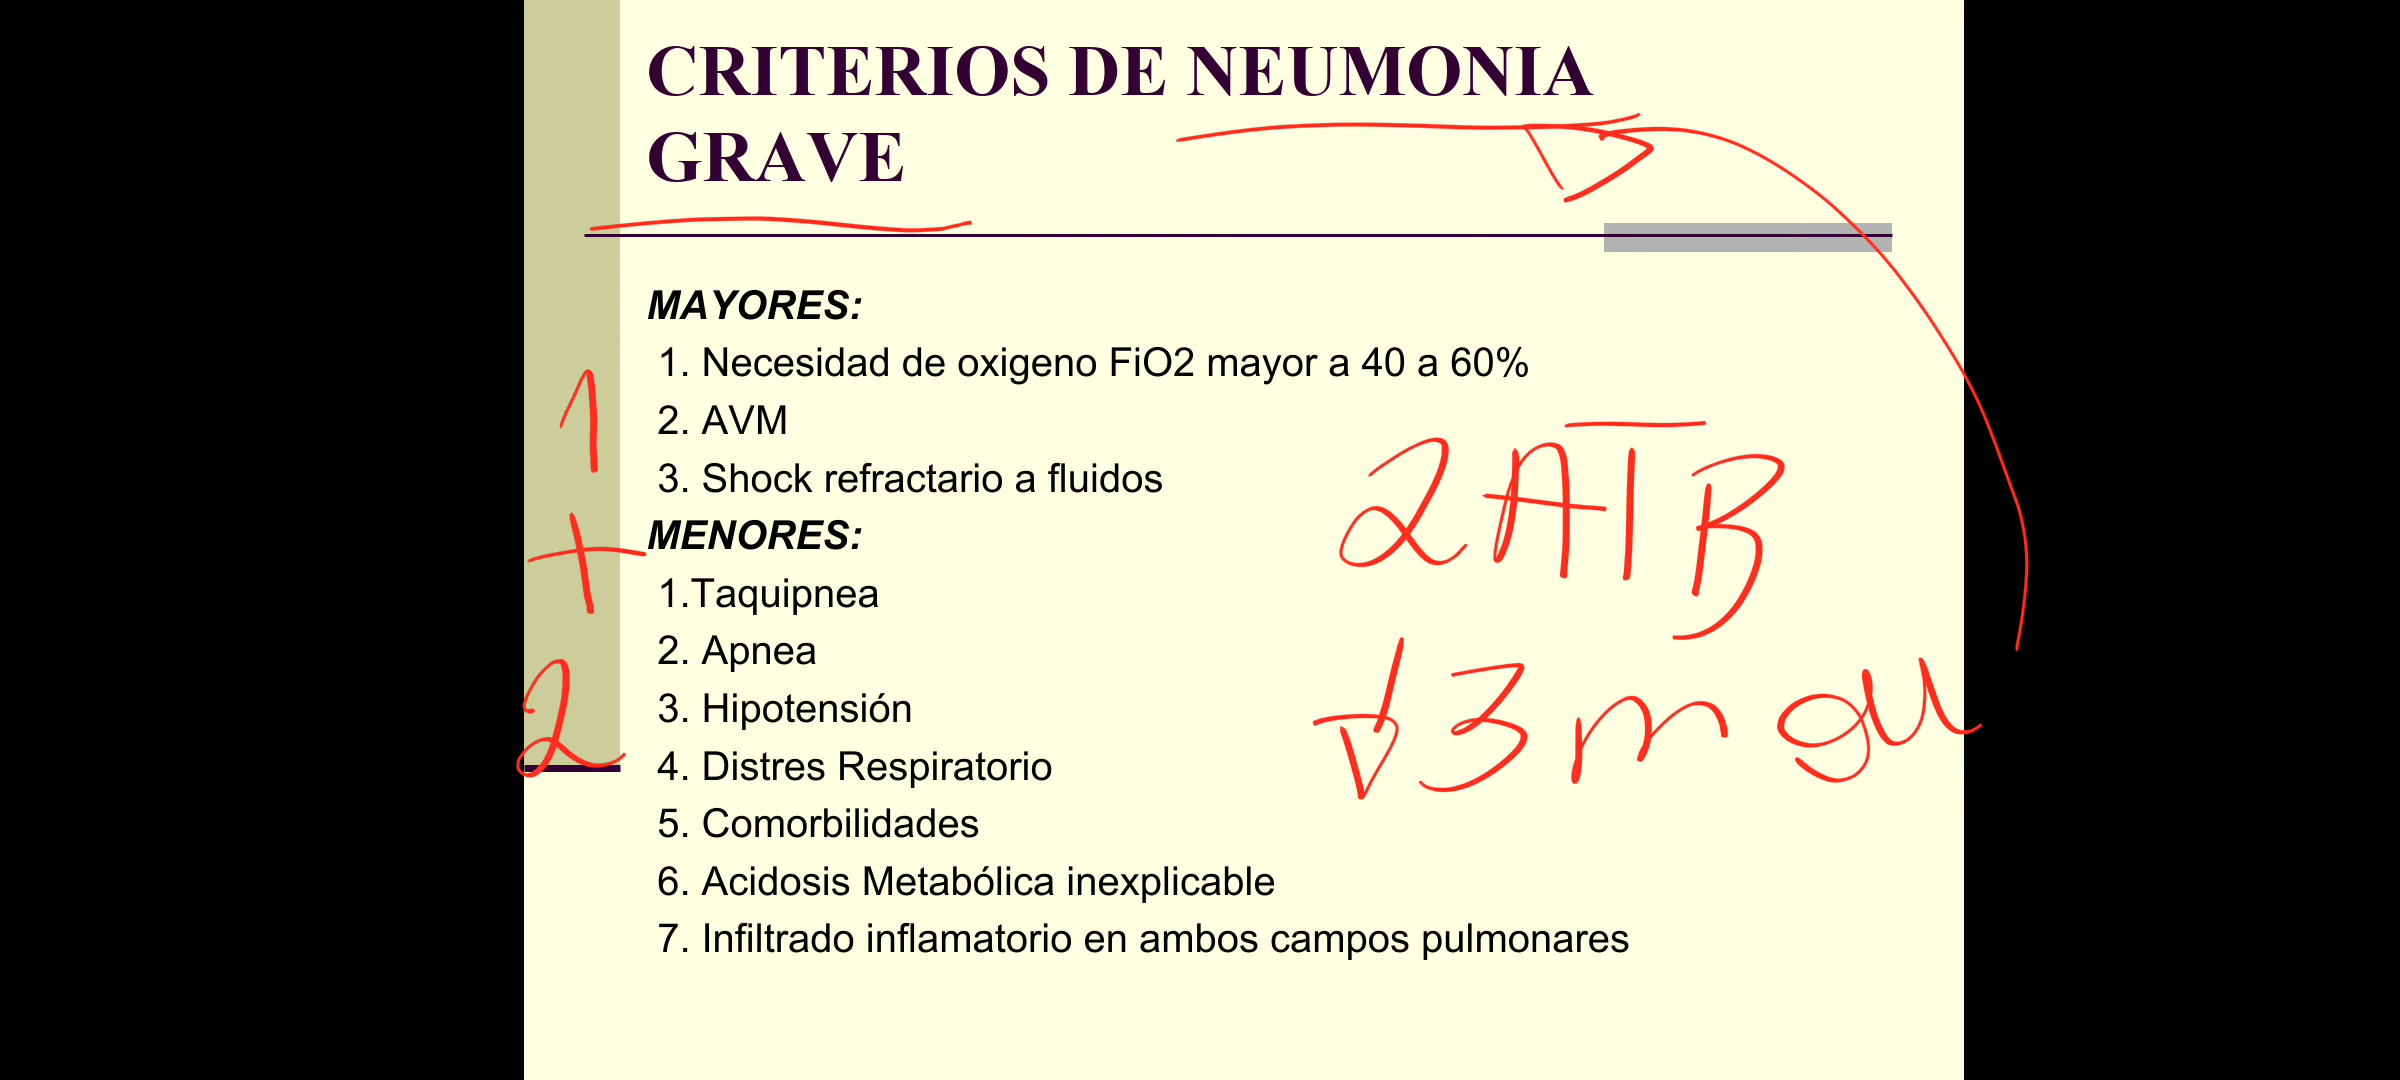 CRITERIOS DE NEUMONIA
GRAVE
MAYORES:
1. Necesidad de oxigeno FiO2 mayor a 40 a 60%
2. AVM
3. Shock refractario a fluidos
MENORES:
1.Taquipnea
2. Apnea
3. Hipotensión
4. Distres Respiratorio
5. Comorbilidades
6. Acidosis Metabólica inexplicable
7. Infiltrado inflamatorio en ambos campos pulmonares
1
+
2
2 ATB
3 m